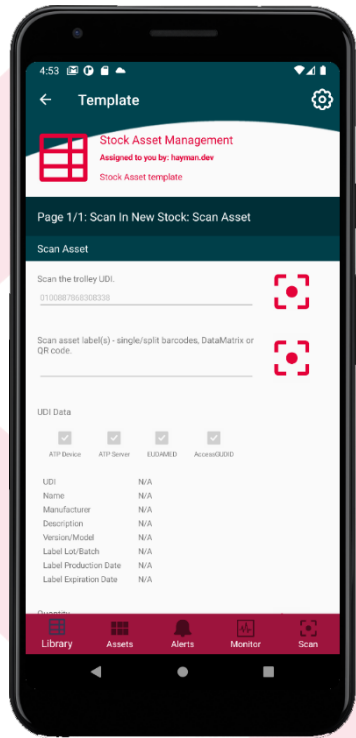 4:53
Template
Stock Asset Management
Assigned to you by: hayman.dev
Stock Asset template
Page 1/1: Scan In New Stock: Scan Asset
Scan Asset
Scan the trolley UDI.
0100887868308338
Scan asset label(s) - single/split barcodes, DataMatrix or
QR code.
UDI Data
ATP Device ATP Server EUDAMED AccessGUDID
UDI N/A
Name N/A
Manufacturer N/A
Description N/A
Version/Model N/A
Label Lot/Batch N/A
Label Production Date N/A
Label Expiration Date N/A
Quantity
Library Assets Alerts Monitor Scan